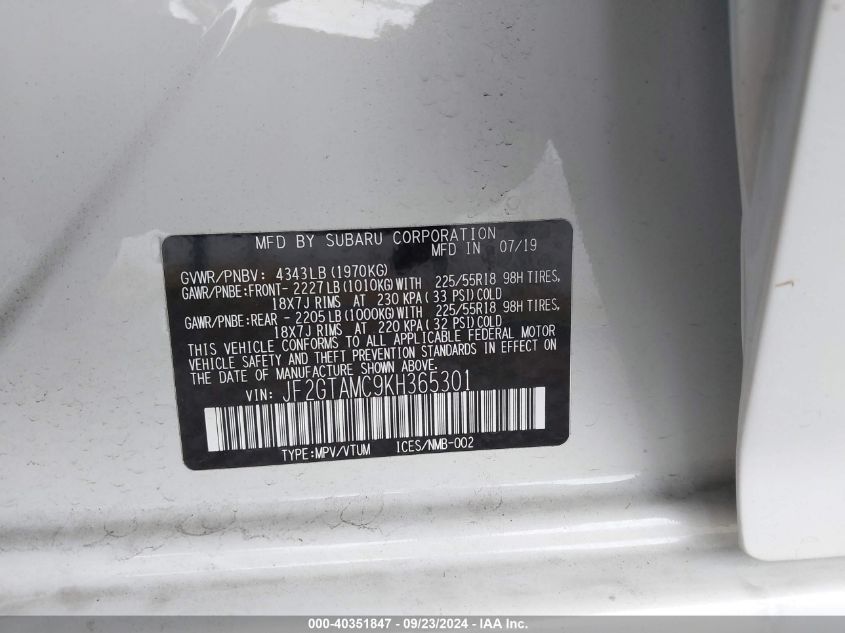 MFD BY SUBARU CORPORATION
MFD IN 07/19
GVWR/PNBV: 4343LB (1970KG)
GAWR/PNBE:FRONT- 2227LB (1010KG) WITH 225/55R18 98H TIRES,
18X7J RIMS AT 230 KPA ( 33 PSI) COLD
GAWR/PNBE:REAR - 2205LB (1000KG) WITH 225/55R18 98H TIRES,
18X7J RIMS AT 220 KPA ( 32 PSI) COLD
THIS VEHICLE CONFORMS TO ALL APPLICABLE FEDERAL MOTOR
VEHICLE SAFETY AND THEFT PREVENTION STANDARDS IN EFFECT ON
THE DATE OF MANUFACTURE SHOWN ABOVE.
VIN: JF2GTAMC9KH365301
TYPE:MPV/VTUM ICES/NMB-002
000-40351847 - 09/23/2024 - IAA Inc.